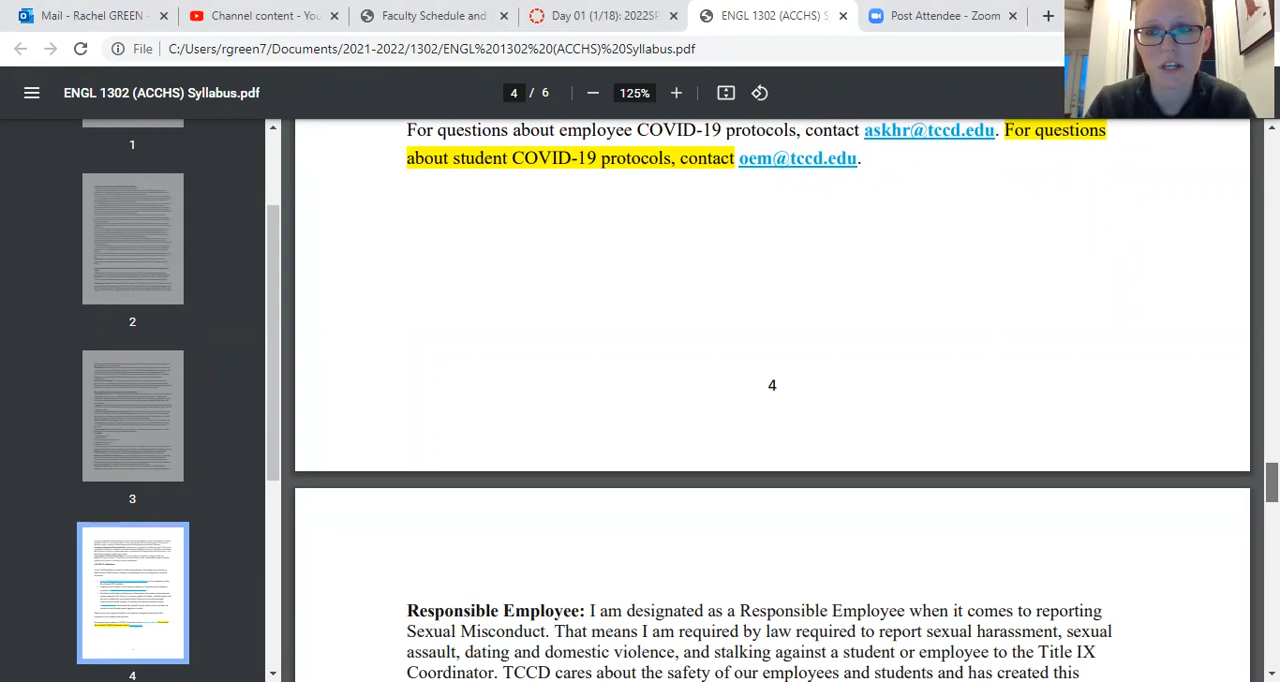 Mail - Rachel GREEN -
Channel content - You
Faculty Schedule and
Day 01 (1/18): 2022SP
ENGL 1302 (ACCHS) S
Post Attendee - Zoom
File C:/Users/rgreen7/Documents/2021-2022/1302/ENGL%201302%20(ACCHS)%20Syllabus.pdf
ENGL 1302 (ACCHS) Syllabus.pdf
4 / 6
125%
1
2
3
4
For questions about employee COVID-19 protocols, contact askhr@tccd.edu. For questions
about student COVID-19 protocols, contact oem@tccd.edu.
4
Responsible Employee: I am designated as a Responsible Employee when it comes to reporting
Sexual Misconduct. That means I am required by law required to report sexual harassment, sexual
assault, dating and domestic violence, and stalking against a student or employee to the Title IX
Coordinator. TCCD cares about the safety of our employees and students and has created this